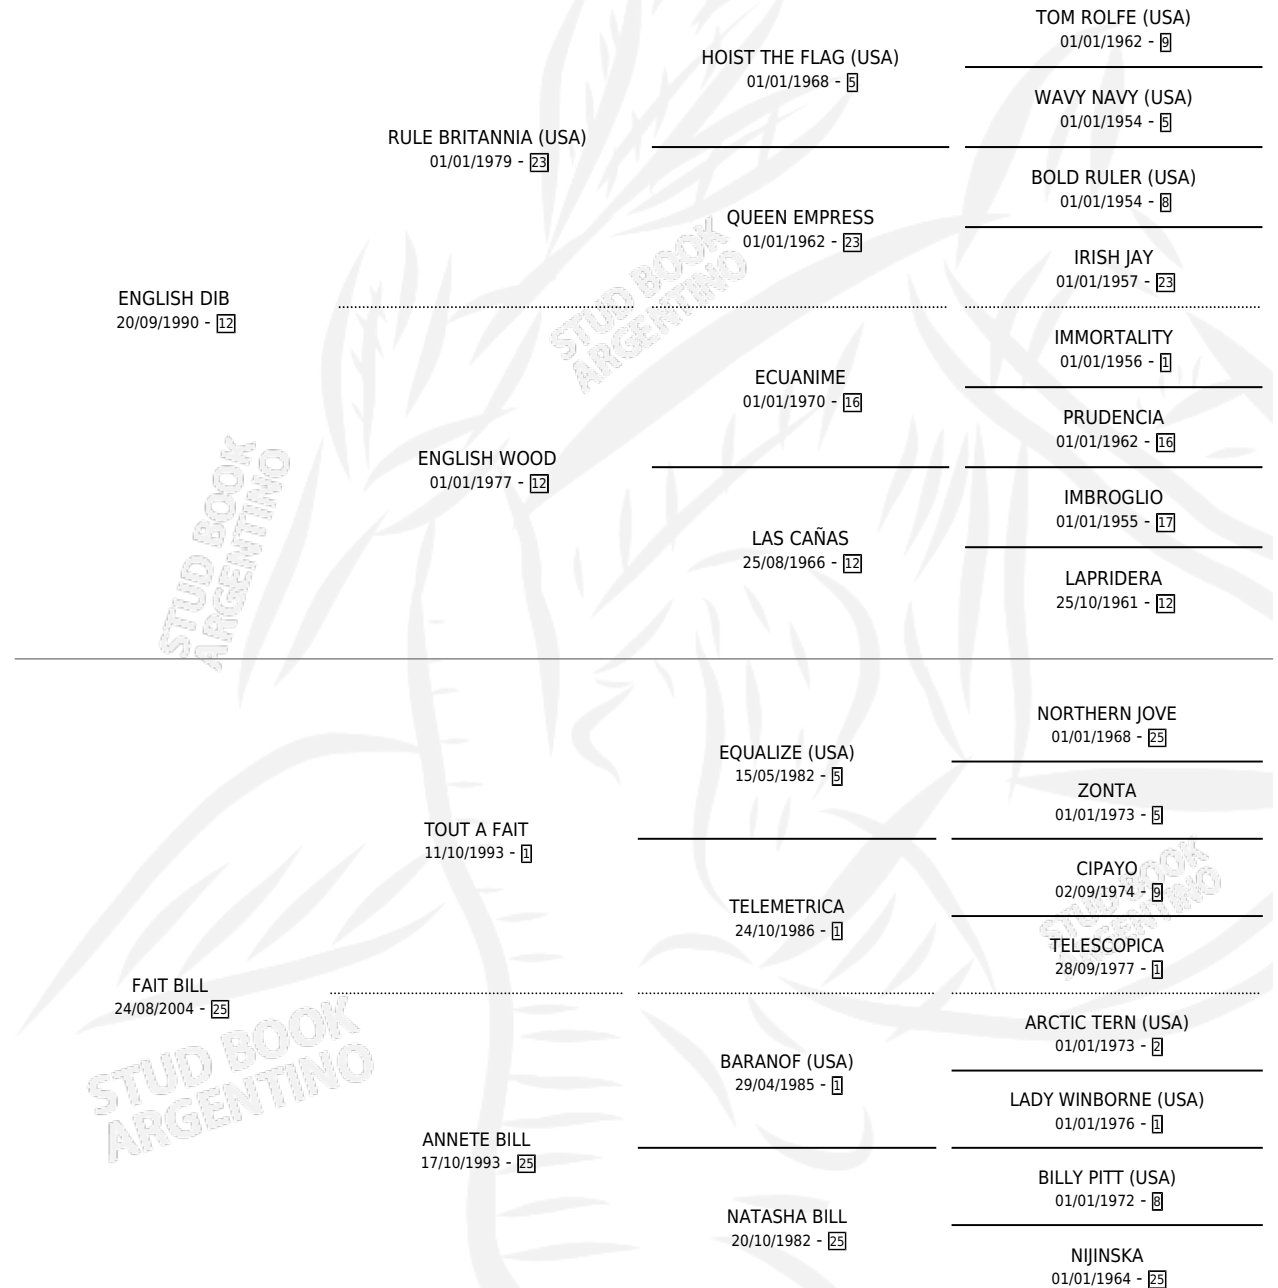 TOM ROLFE (USA)
01/01/1962 - 9
HOIST THE FLAG (USA)
01/01/1968 - 5
WAVY NAVY (USA)
01/01/1954 - 5
RULE BRITANNIA (USA)
01/01/1979 - 23
BOLD RULER (USA)
01/01/1954 - 8
QUEEN EMPRESS
01/01/1962 - 23
IRISH JAY
01/01/1957 - 23
ENGLISH DIB
20/09/1990 - 12
IMMORTALITY
01/01/1956 - 1
ECUANIME
01/01/1970 - 16
PRUDENCIA
01/01/1962 - 16
ENGLISH WOOD
01/01/1977 - 12
IMBROGLIO
01/01/1955 - 17
LAS CAÑAS
25/08/1966 - 12
LAPRIDERA
25/10/1961 - 12
NORTHERN JOVE
01/01/1968 - 25
EQUALIZE (USA)
15/05/1982 - 5
ZONTA
01/01/1973 - 5
TOUT A FAIT
11/10/1993 - 1
CIPAYO
02/09/1974 - 9
TELEMETRICA
24/10/1986 - 1
TELESCOPICA
28/09/1977 - 1
FAIT BILL
24/08/2004 - 25
ARCTIC TERN (USA)
01/01/1973 - 2
BARANOF (USA)
29/04/1985 - 1
LADY WINBORNE (USA)
01/01/1976 - 1
ANNETE BILL
17/10/1993 - 25
BILLY PITT (USA)
01/01/1972 - 8
NATASHA BILL
20/10/1982 - 25
NIJINSKA
01/01/1964 - 25
STUD BOOK
ARGENTINO
STUD BOOK
ARGENTINO
STUD BOOK
ARGENTINO
STUD BOOK
ARGENTINO